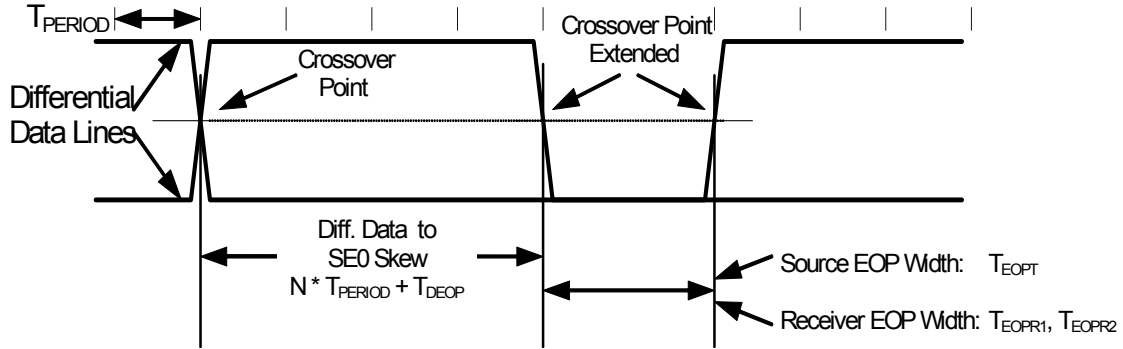 TPERIOD
Crossover
Point
Crossover Point
Extended
Differential
Data Lines
Diff. Data to
SE0 Skew
N * TPERIOD + TDEOP
Source EOP Width: TEOPT
Receiver EOP Width: TEOPR1, TEOPR2